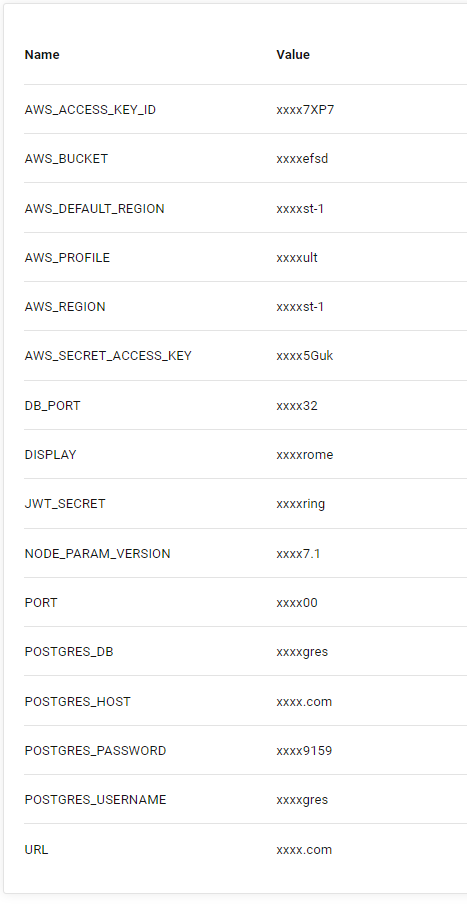 Name Value
AWS_ACCESS_KEY_ID xxxx7XP7
AWS_BUCKET xxxxefsd
AWS_DEFAULT_REGION xxxxst-1
AWS_PROFILE xxxxult
AWS_REGION xxxxst-1
AWS_SECRET_ACCESS_KEY xxxx5Guk
DB_PORT xxxx32
DISPLAY xxxxrome
JWT_SECRET xxxxring
NODE_PARAM_VERSION xxxx7.1
PORT xxxx00
POSTGRES_DB xxxxgres
POSTGRES_HOST xxxx.com
POSTGRES_PASSWORD xxxx9159
POSTGRES_USERNAME xxxxgres
URL xxxx.com